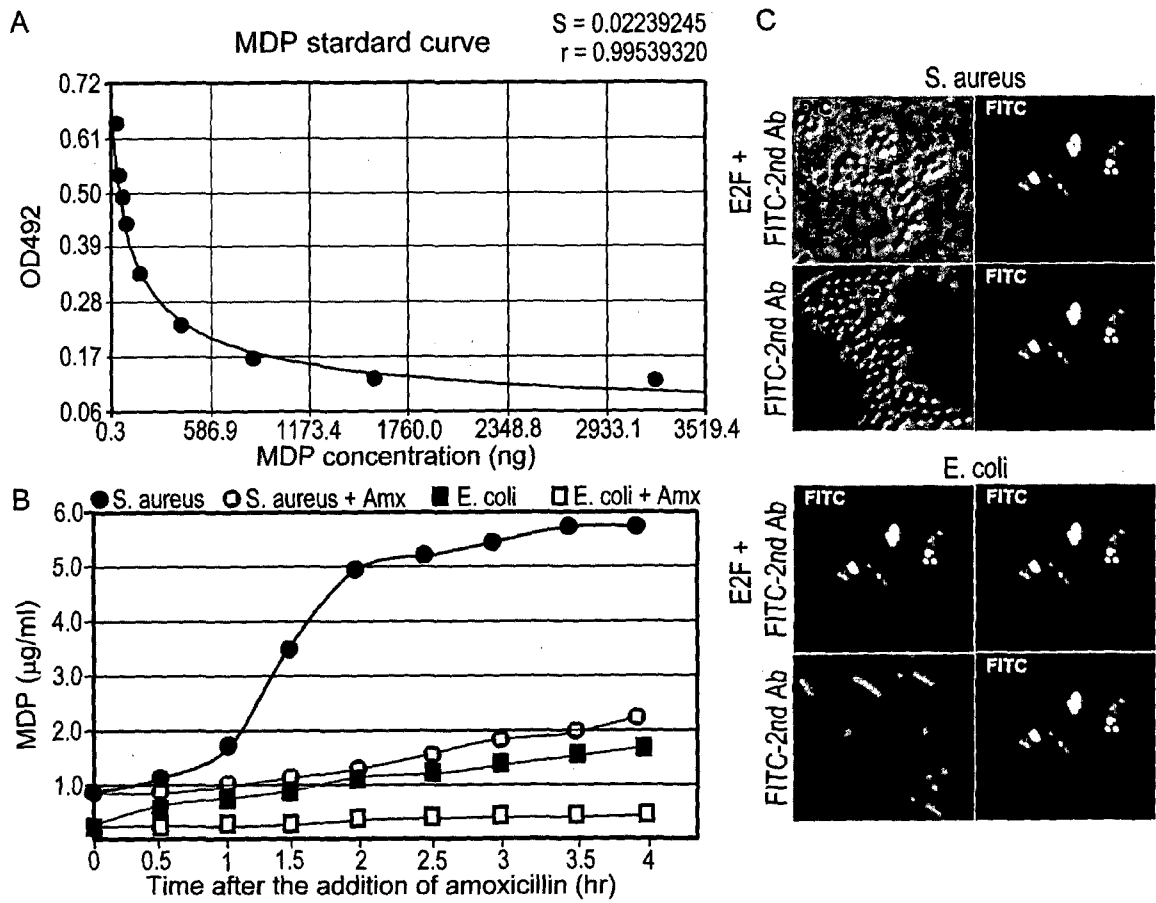 A
MDP stardard curve
S = 0.02239245
r = 0.99539320
0.72
0.61
0.50
0.39
0.28
0.17
0.06
OD492
0.3 586.9 1173.4 1760.0 2348.8 2933.1 3519.4
MDP concentration (ng)
B
S. aureus S. aureus + Amx E. coli E. coli + Amx
6.0
5.0
4.0
3.0
2.0
1.0
MDP (µg/ml)
0 0.5 1 1.5 2 2.5 3 3.5 4
Time after the addition of amoxicillin (hr)
C
S. aureus
E2F +
FITC-2nd Ab
FITC
FITC-2nd Ab
FITC
E. coli
E2F +
FITC-2nd Ab
FITC FITC
FITC-2nd Ab
FITC